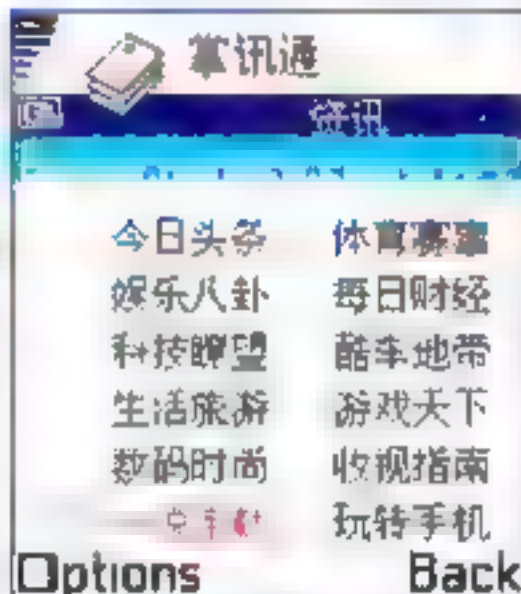 掌讯通
资讯
今日头条 体育赛事
娱乐八卦 每日财经
科技瞭望 酷车地带
生活旅游 游戏天下
数码时尚 收视指南
玩转手机
Options Back